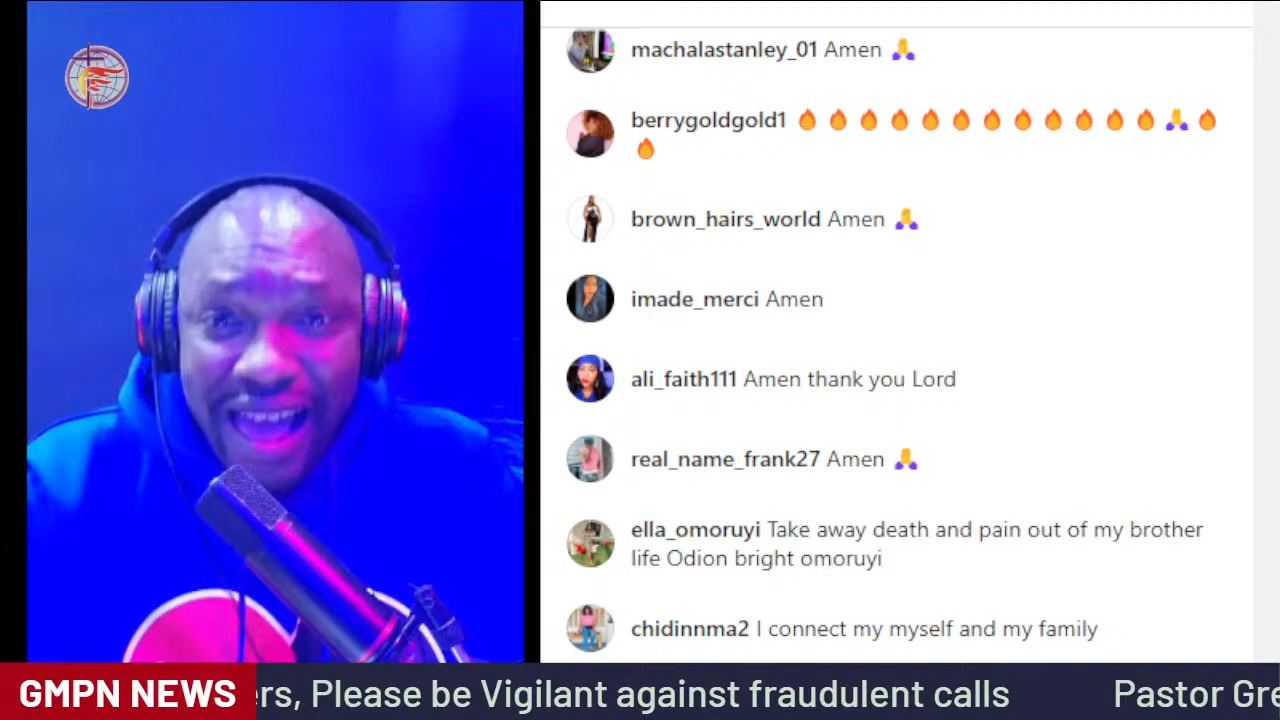 machalastanley_01 Amen 🙏
berrygoldgold1 🔥🔥🔥🔥🔥🔥🔥🔥🔥🔥🔥🔥🙏🔥
🔥
brown_hairs_world Amen 🙏
imade_merci Amen
ali_faith111 Amen thank you Lord
real_name_frank27 Amen 🙏
ella_omoruyi Take away death and pain out of my brother
life Odion bright omoruyi
chidinnma2 I connect my myself and my family
GMPN NEWS ers, Please be Vigilant against fraudulent calls Pastor Gre